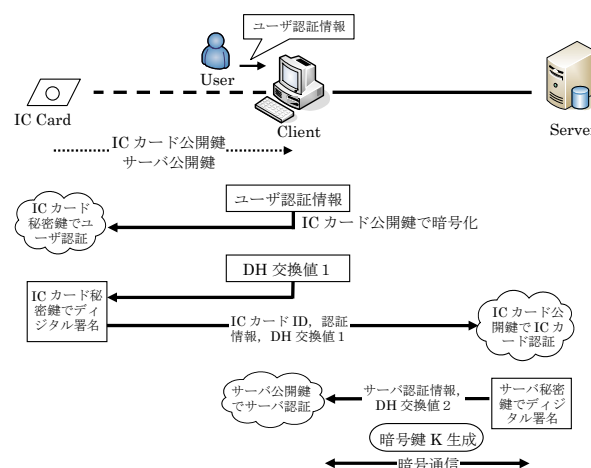 ユーザ認証情報
User
IC Card
Client
Server
IC カード公開鍵
サーバ公開鍵
IC カード
秘密鍵でユ
ーザ認証
ユーザ認証情報
IC カード公開鍵で暗号化
DH 交換値 1
IC カード秘
密鍵でディ
ジタル署名
IC カード ID，認証
情報，DH 交換値 1
IC カード公
開鍵で IC カ
ード認証
サーバ公開鍵
でサーバ認証
サーバ認証情報，
DH 交換値 2
サーバ秘密
鍵でディジ
タル署名
暗号鍵 K 生成
暗号通信